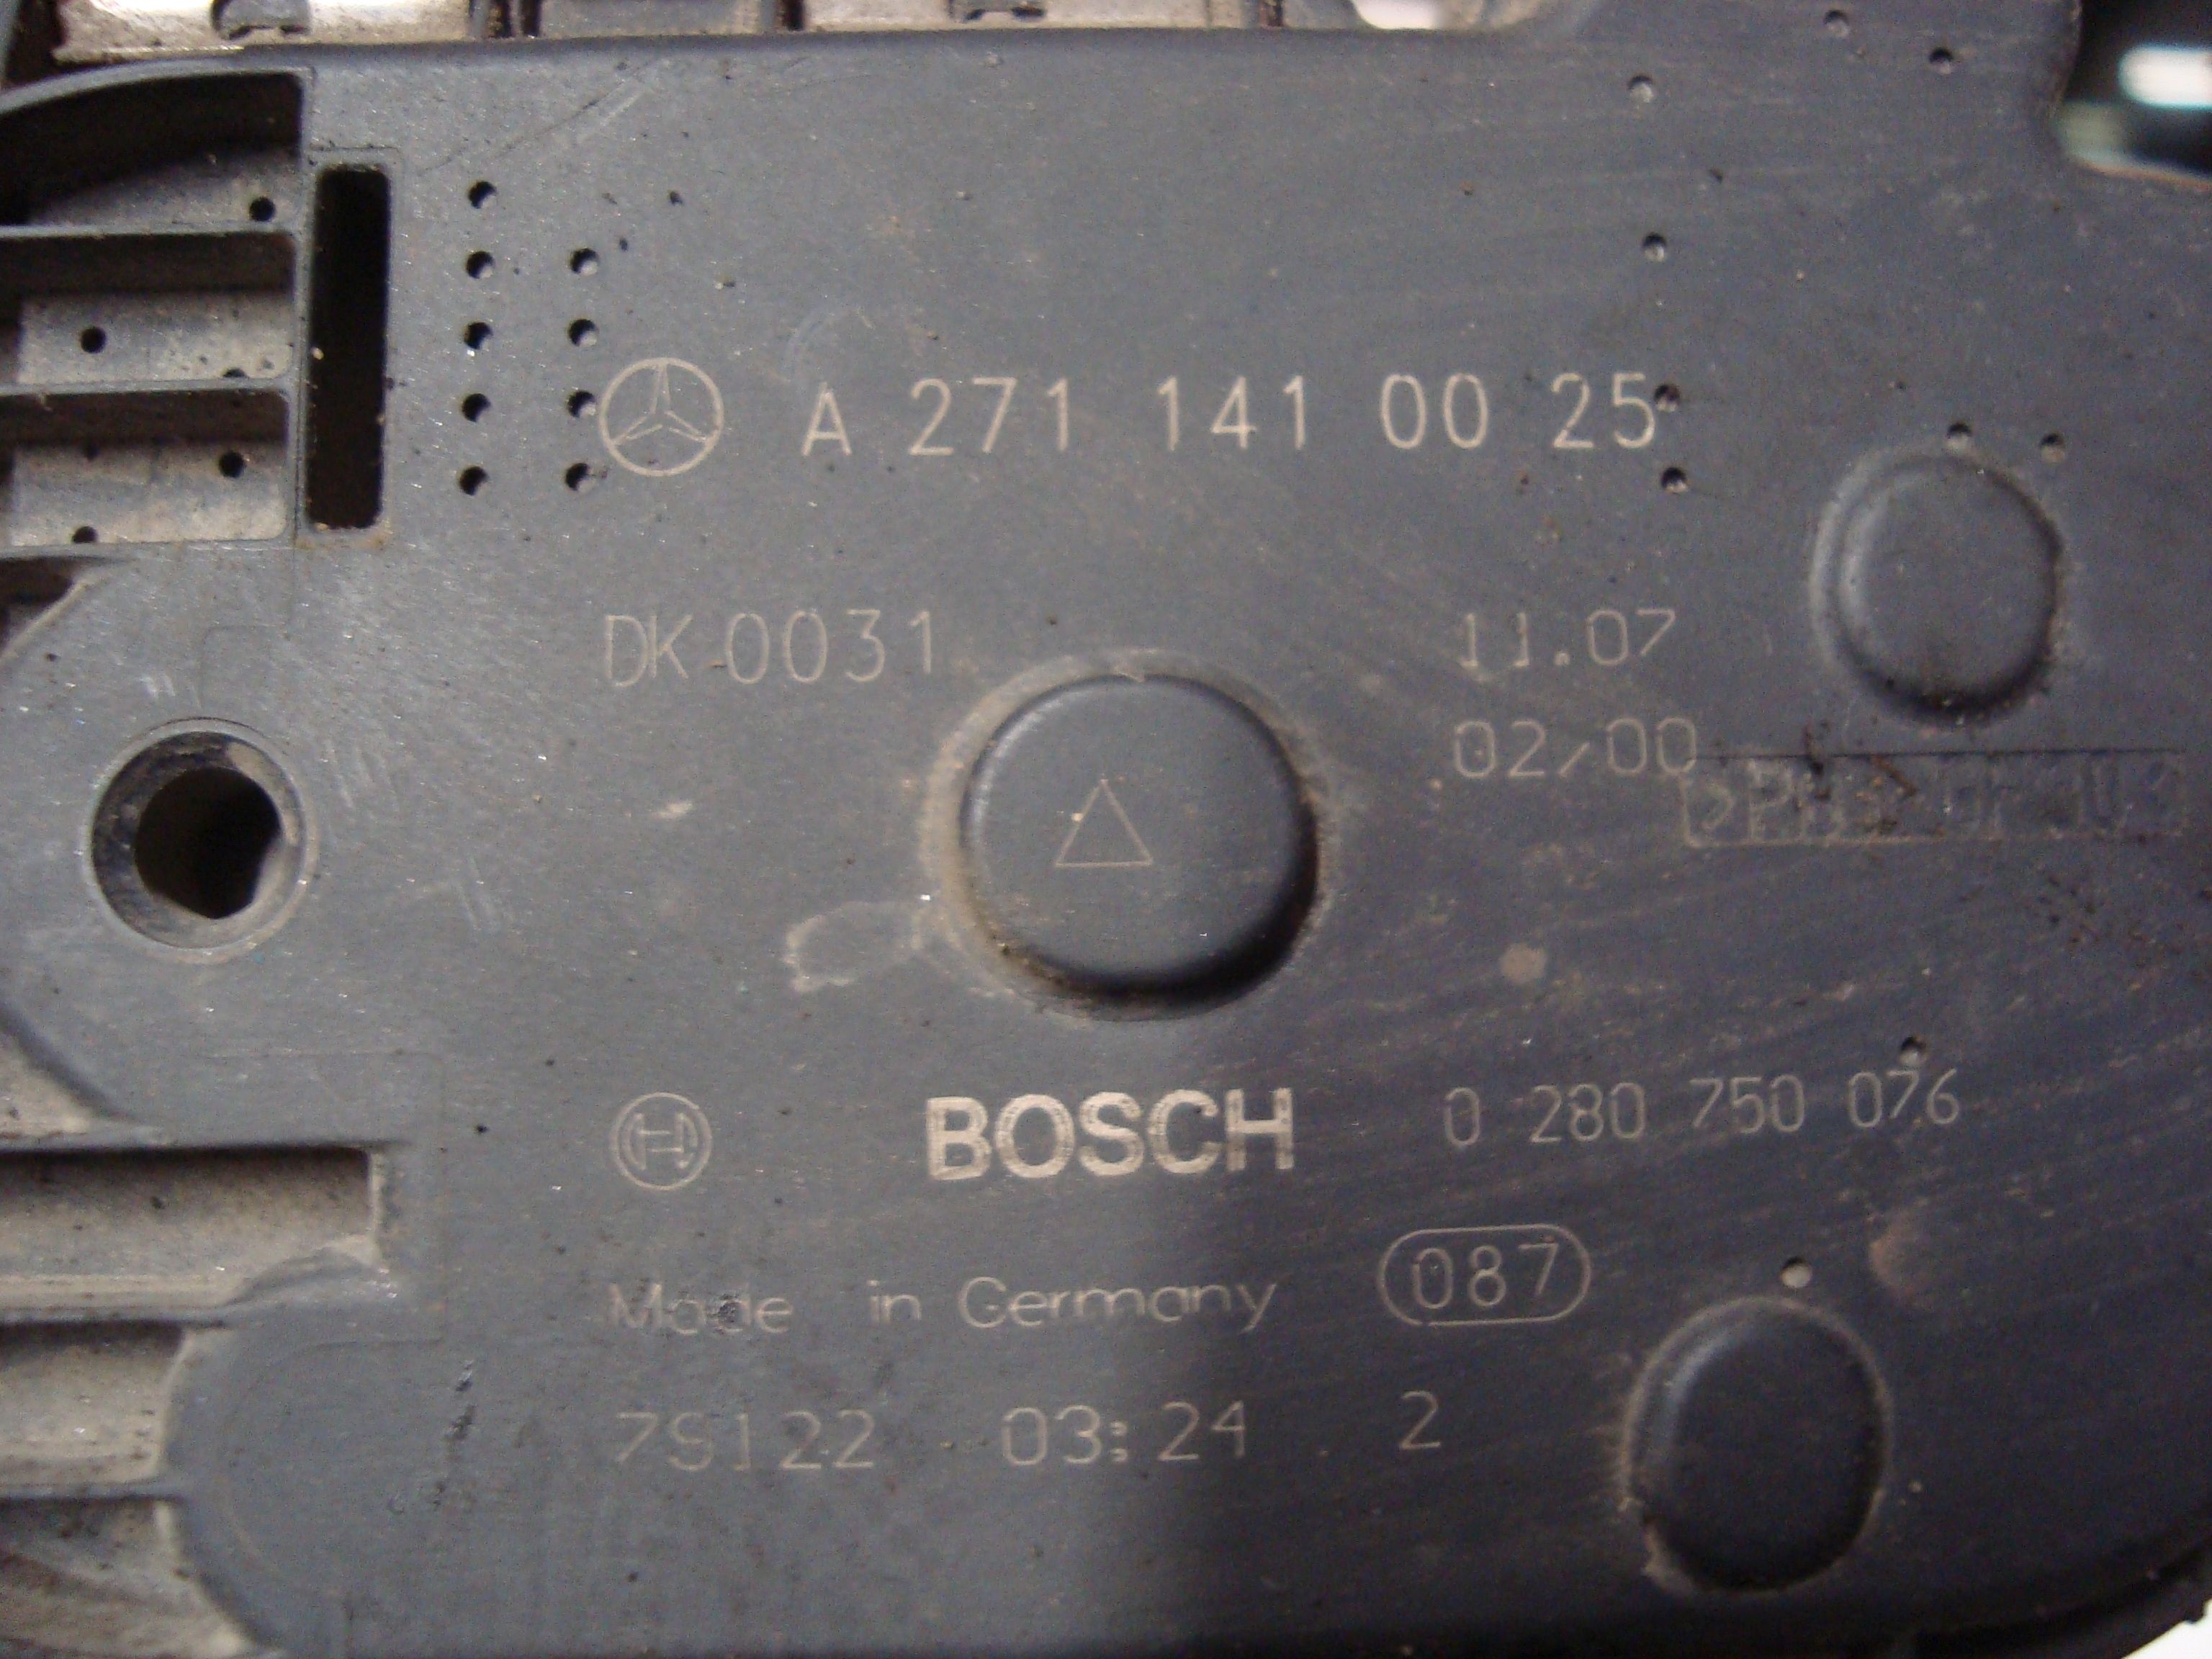 A 271 141 00 25
DK 0031
11.07
02/00
BOSCH
0 280 750 076
Made in Germany
087
7S122 03:24 2